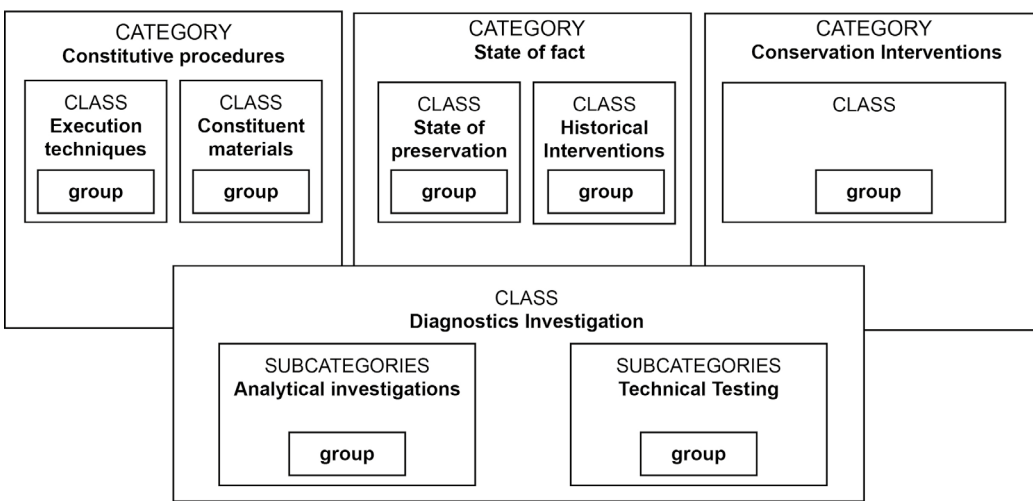 CATEGORY
Constitutive procedures
CLASS
Execution
techniques
group
CLASS
Constituent
materials
group
CATEGORY
State of fact
CLASS
State of
preservation
group
CLASS
Historical
Interventions
group
CATEGORY
Conservation Interventions
CLASS
group
CLASS
Diagnostics Investigation
SUBCATEGORIES
Analytical investigations
group
SUBCATEGORIES
Technical Testing
group